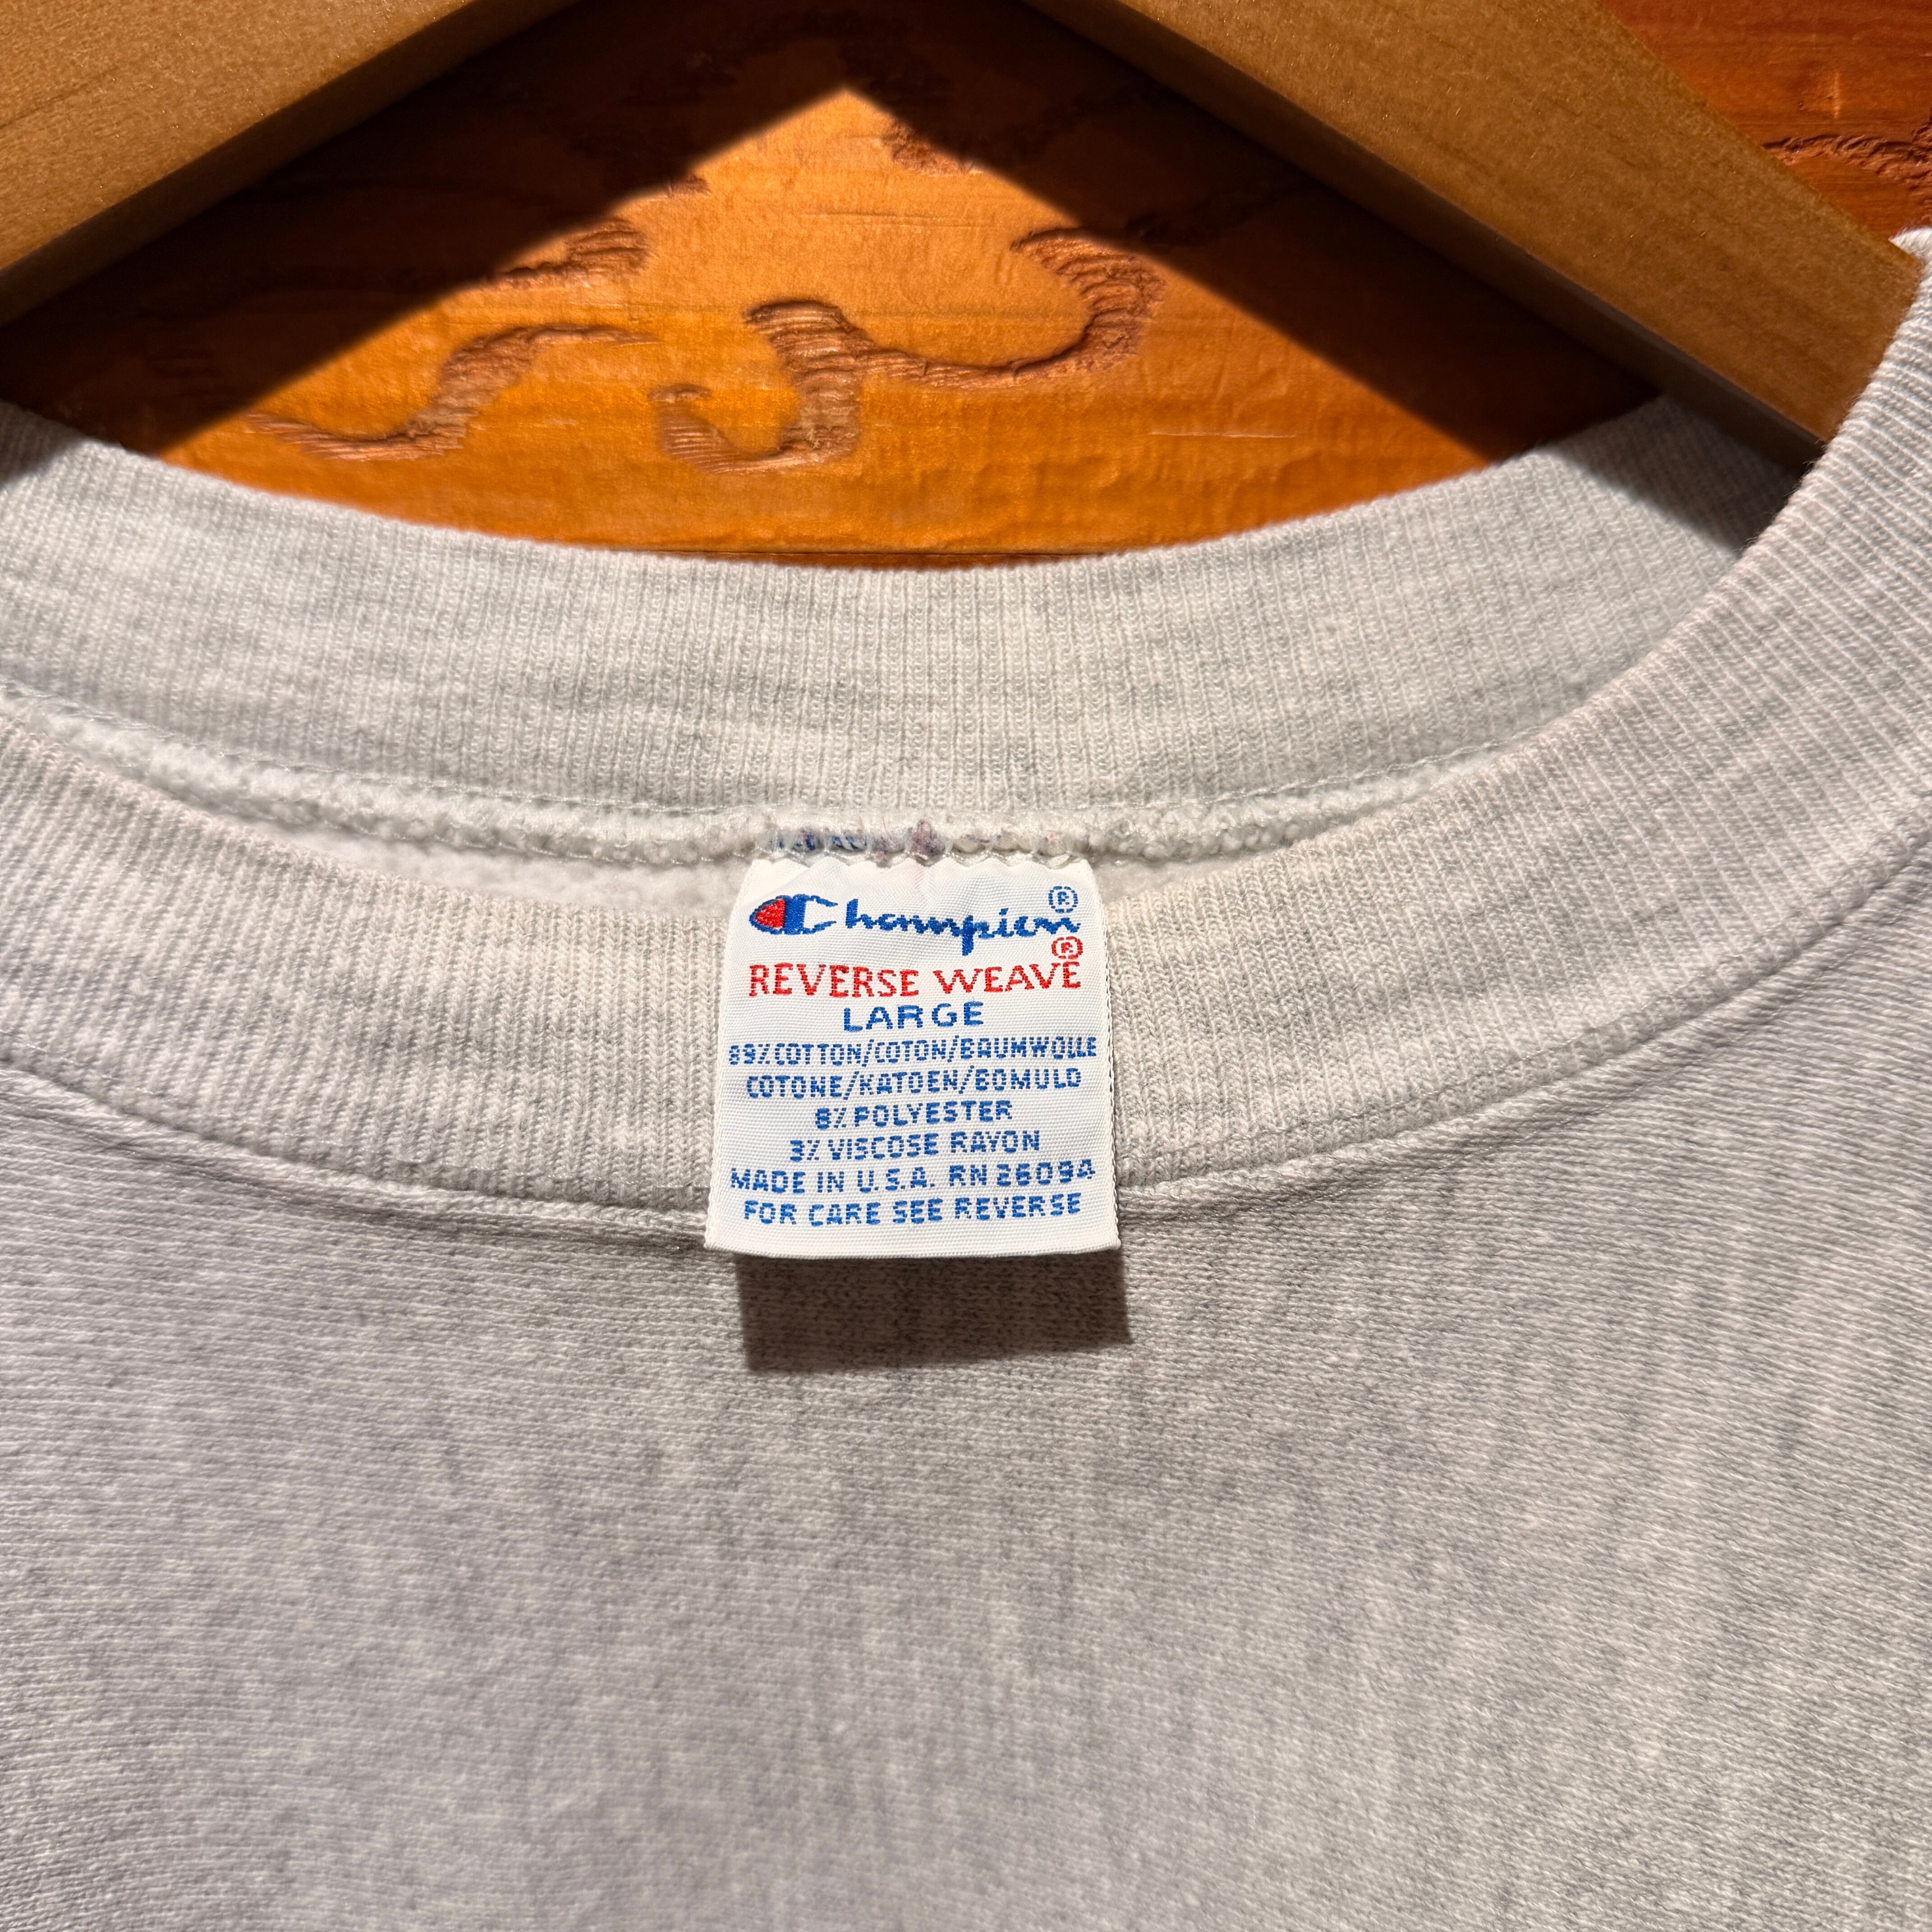 Champion®
REVERSE WEAVE®
LARGE
89% COTTON/COTON/BAUMWOLLE
COTONE/KATOEN/BOMULD
8% POLYESTER
3% VISCOSE RAYON
MADE IN U.S.A. RN 26094
FOR CARE SEE REVERSE